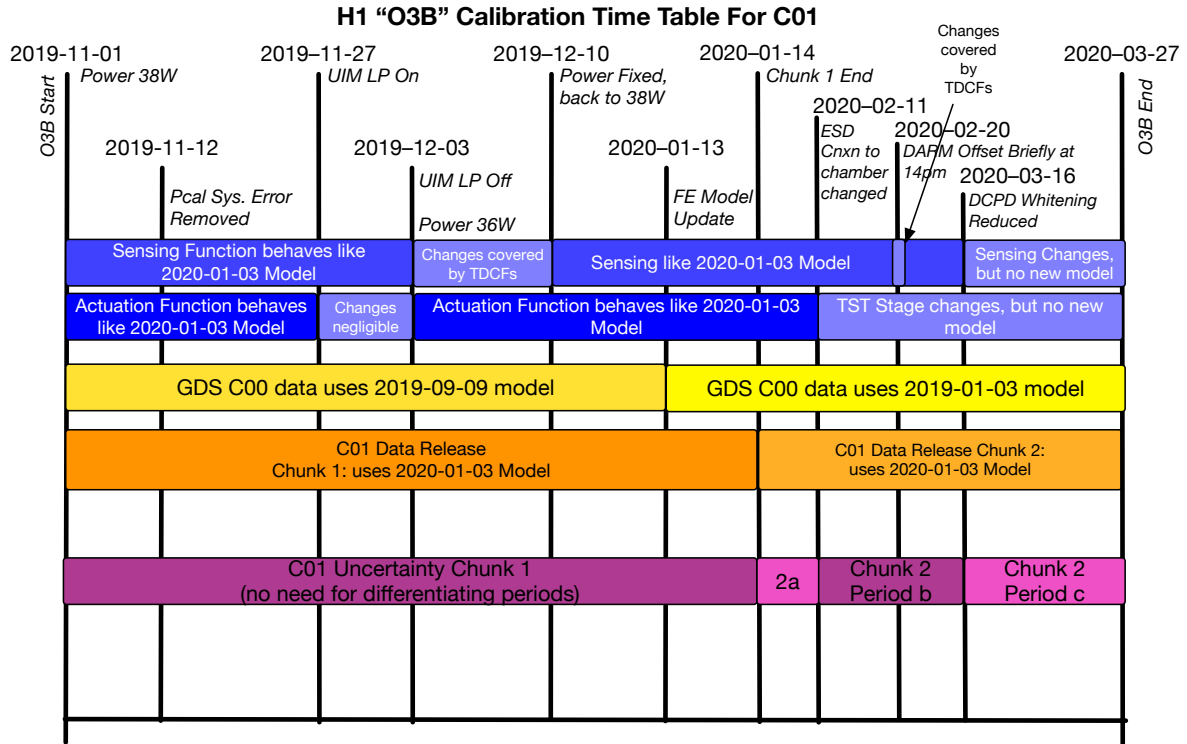 H1 “O3B” Calibration Time Table For C01
Changes
covered
by
TDCFs
2019-11-01
2019–11-27
2019–12-10
2020–01-14
2020–03-27
O3B Start
Power 38W
UIM LP On
Power Fixed,
back to 38W
Chunk 1 End
O3B End
2020–02-11
ESD
Cnxn to
chamber
changed
2020–02-20
DARM Offset Briefly at
14pm
2019-11-12
2019–12-03
2020–01-13
2020–03-16
Pcal Sys. Error
Removed
UIM LP Off
Power 36W
FE Model
Update
DCPD Whitening
Reduced
Sensing Function behaves like
2020-01-03 Model
Changes covered
by TDCFs
Sensing like 2020-01-03 Model
Sensing Changes,
but no new model
Actuation Function behaves
like 2020-01-03 Model
Changes
negligible
Actuation Function behaves like 2020-01-03
Model
TST Stage changes, but no new
model
GDS C00 data uses 2019-09-09 model
GDS C00 data uses 2019-01-03 model
C01 Data Release
Chunk 1: uses 2020-01-03 Model
C01 Data Release Chunk 2:
uses 2020-01-03 Model
C01 Uncertainty Chunk 1
(no need for differentiating periods)
2a
Chunk 2
Period b
Chunk 2
Period c